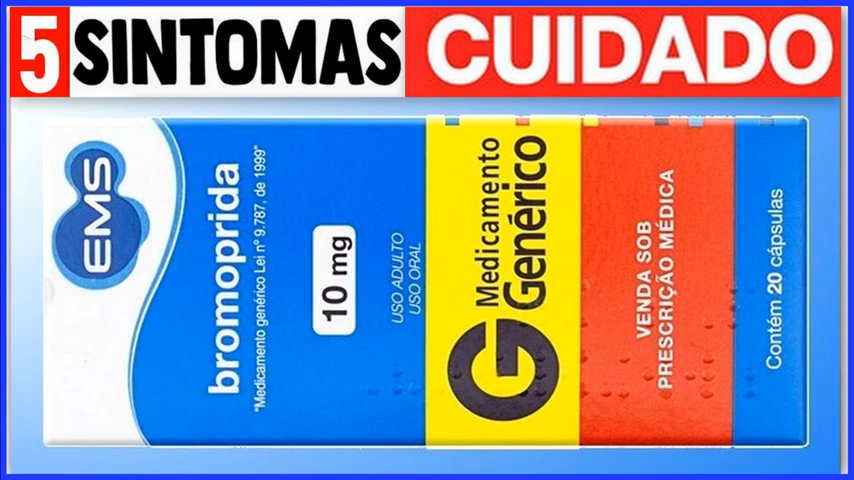 5 SINTOMAS CUIDADO
EMS
bromoprida
"Medicamento genérico Lei nº 9.787, de 1999"
10 mg
USO ADULTO
USO ORAL
G Medicamento
Genérico
VENDA SOB
PRESCRIÇÃO MÉDICA
Contém 20 cápsulas